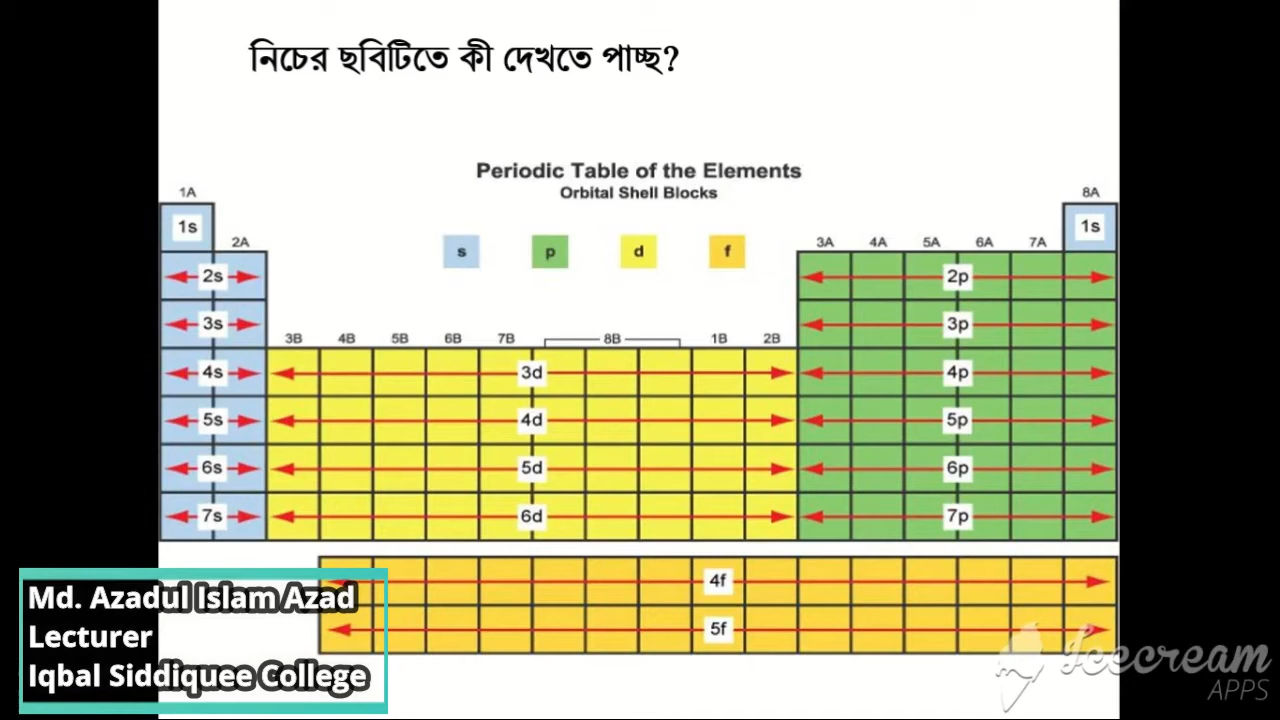 নিচের ছবিটিতে কী দেখতে পাচ্ছ?
Periodic Table of the Elements
Orbital Shell Blocks
1A 8A
1s 1s
2A s p d f 3A 4A 5A 6A 7A
2s 2p
3s 3p
3B 4B 5B 6B 7B 8B 1B 2B
4s 3d 4p
5s 4d 5p
6s 5d 6p
7s 6d 7p
4f
5f
Md. Azadul Islam Azad
Lecturer
Iqbal Siddiquee College
Icecream
APPS